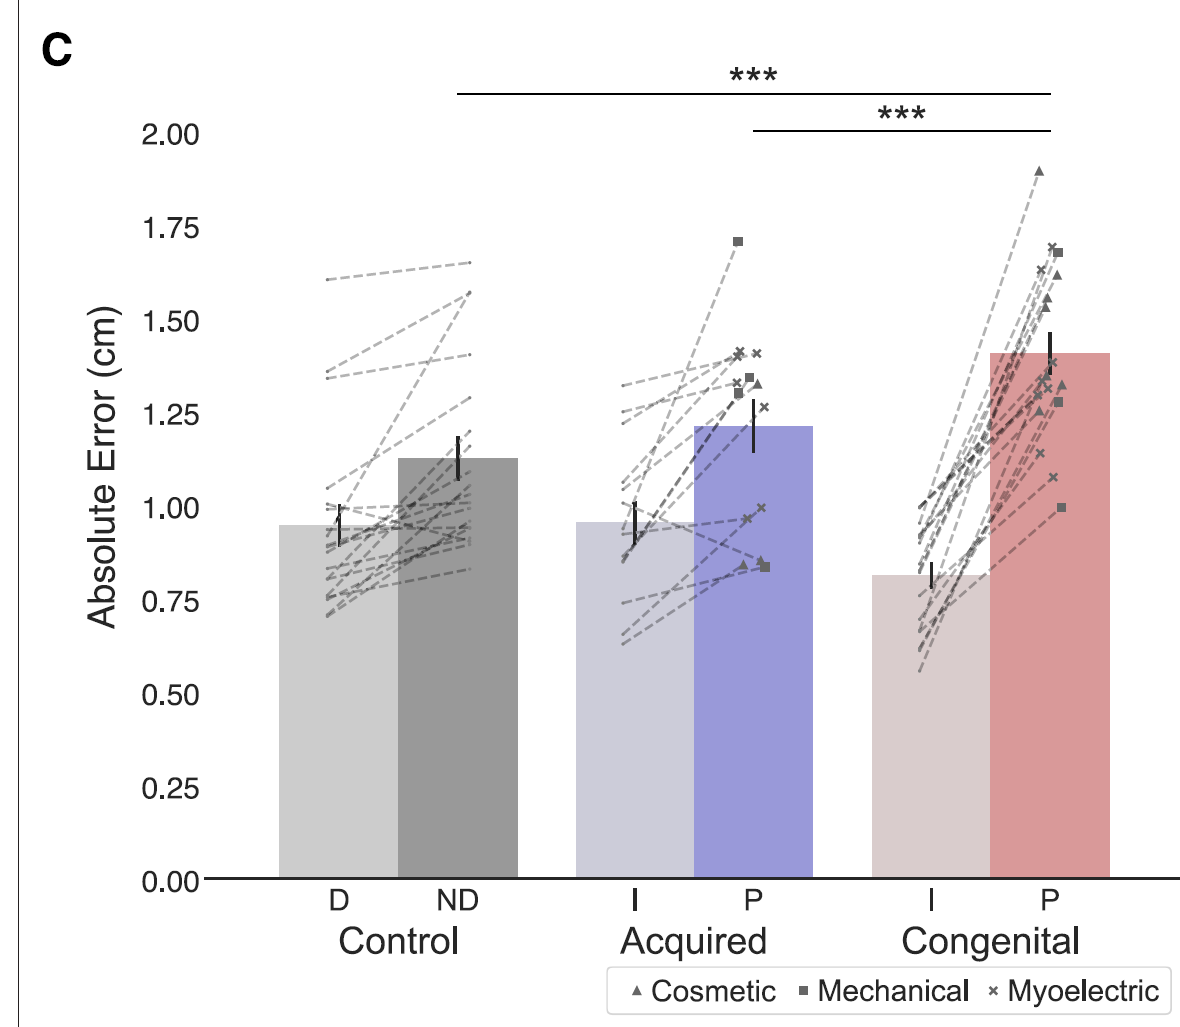 C
***
***
2.00
1.75
1.50
1.25
1.00
0.75
0.50
0.25
0.00
Absolute Error (cm)
D ND I P I P
Control Acquired Congenital
Cosmetic Mechanical Myoelectric